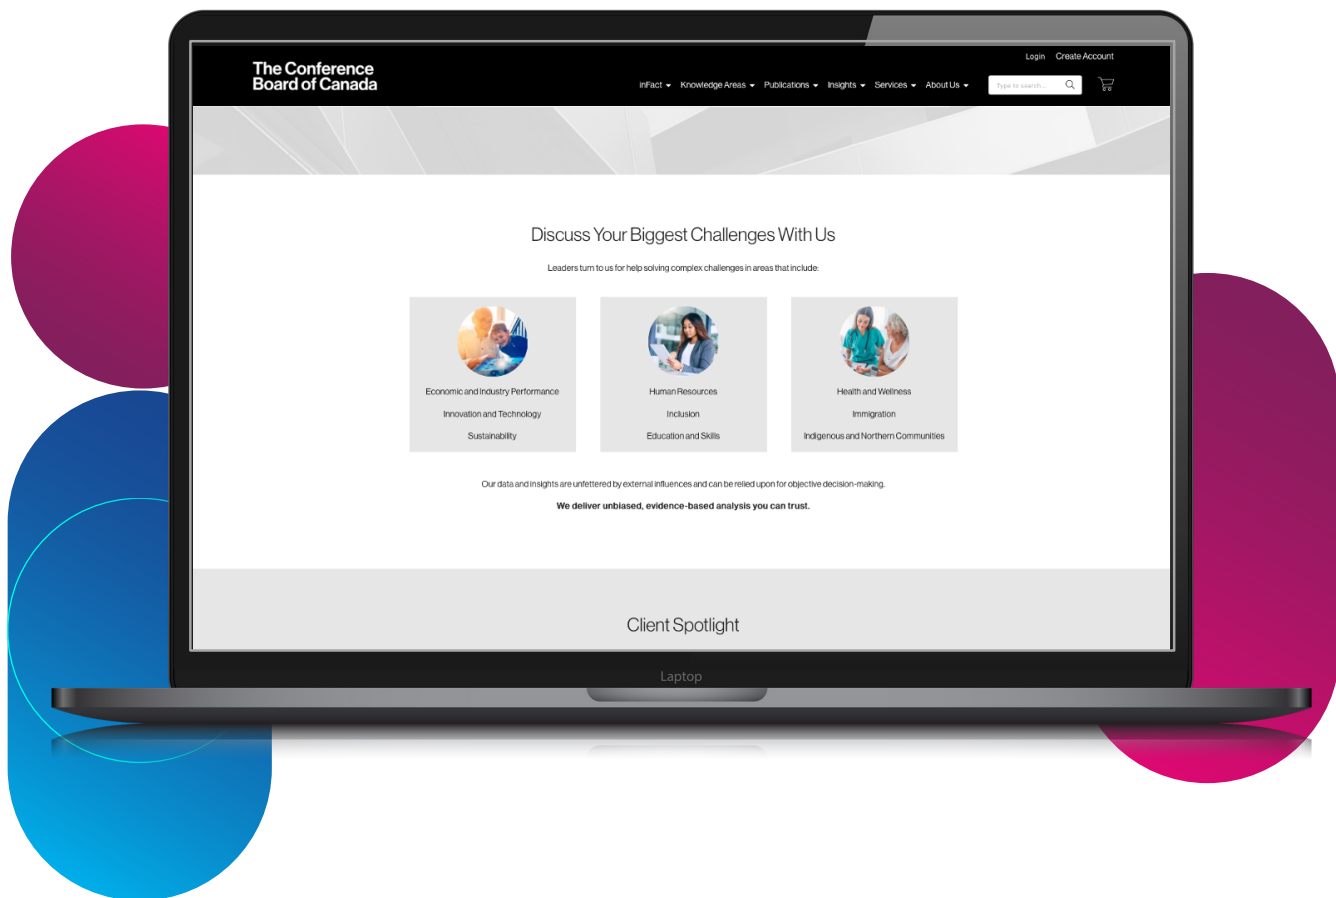 Login Create Account
The Conference
Board of Canada
inFact Knowledge Areas Publications Insights Services About Us Type to search...
Discuss Your Biggest Challenges With Us
Leaders turn to us for help solving complex challenges in areas that include:
Economic and Industry Performance
Innovation and Technology
Sustainability
Human Resources
Inclusion
Education and Skills
Health and Wellness
Immigration
Indigenous and Northern Communities
Our data and insights are unfettered by external influences and can be relied upon for objective decision-making.
We deliver unbiased, evidence-based analysis you can trust.
Client Spotlight
Laptop